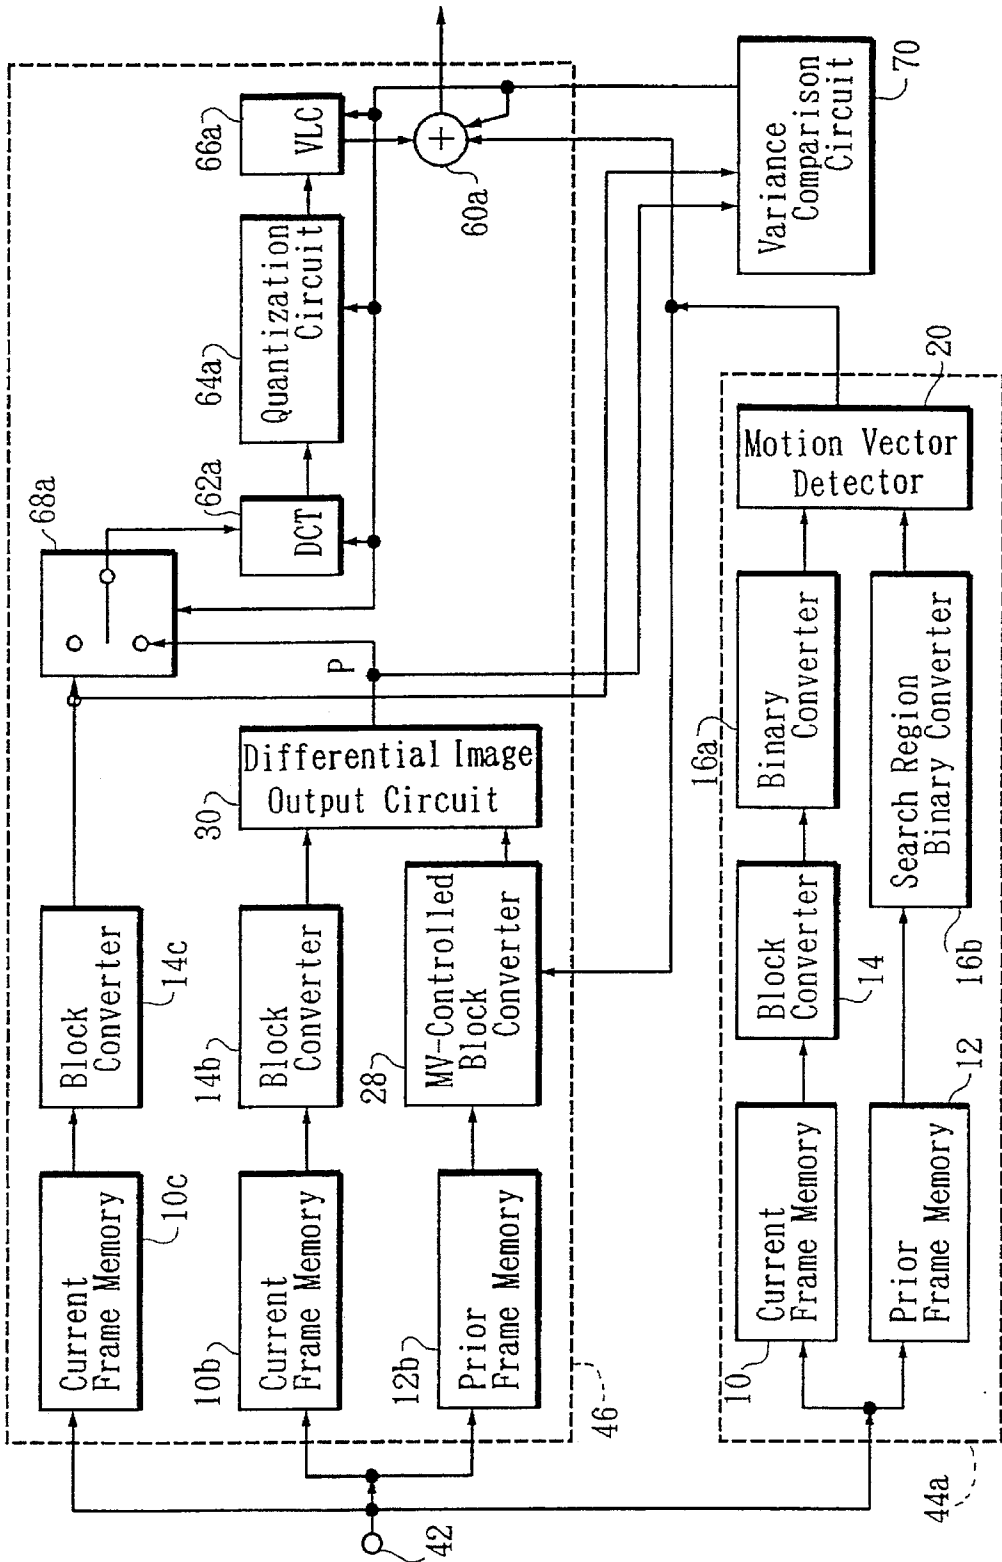 42
Current
Frame Memory
10c
Block
Converter
14c
68a
Current
Frame Memory
10b
Block
Converter
14b
Prior
Frame Memory
12b
MV-Controlled
Block
Converter
28
Differential Image
Output Circuit
30
P
DCT
62a
Quantization
Circuit
64a
VLC
66a
+
60a
46
Variance
Comparison
Circuit
70
Current
Frame Memory
10
Block
Converter
14
Binary
Converter
16a
Prior
Frame Memory
12
Search Region
Binary Converter
16b
Motion Vector
Detector
20
44a